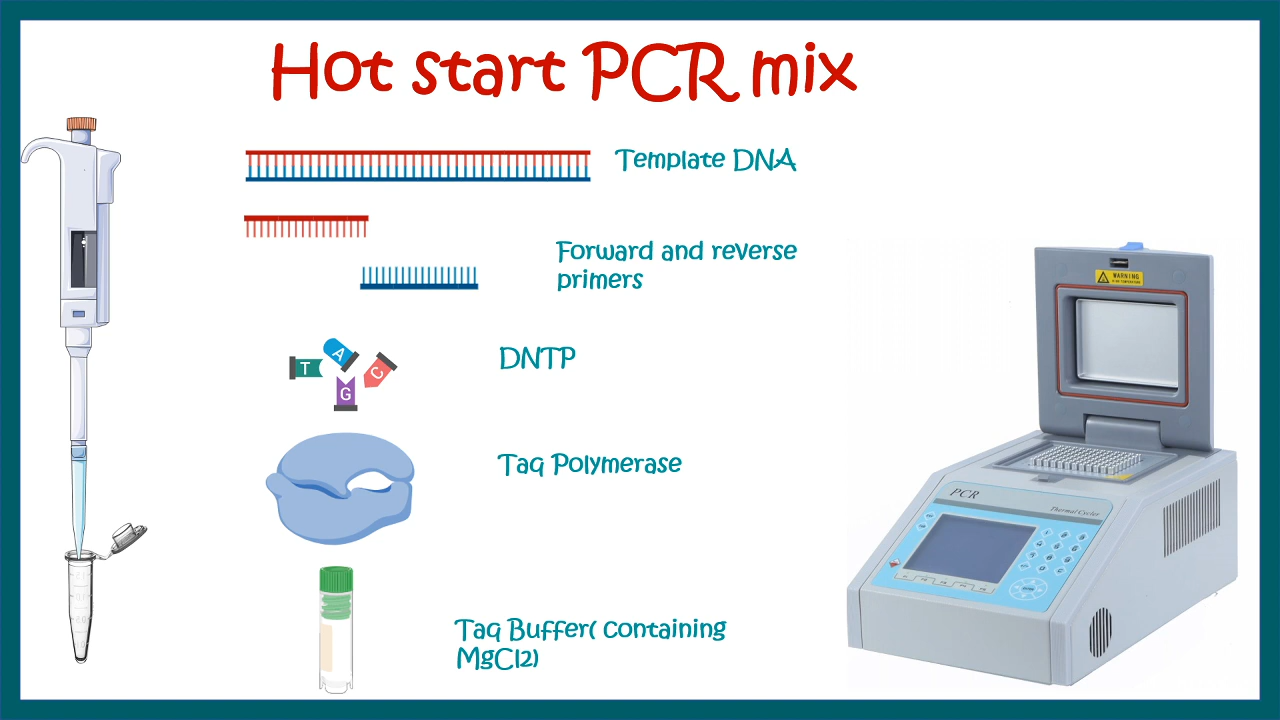 Hot start PCR mix
Template DNA
Forward and reverse
primers
T
A
C
G
DNTP
Taq Polymerase
Taq Buffer( containing
MgCl2)
WARNING
PCR
Thermal Cycler